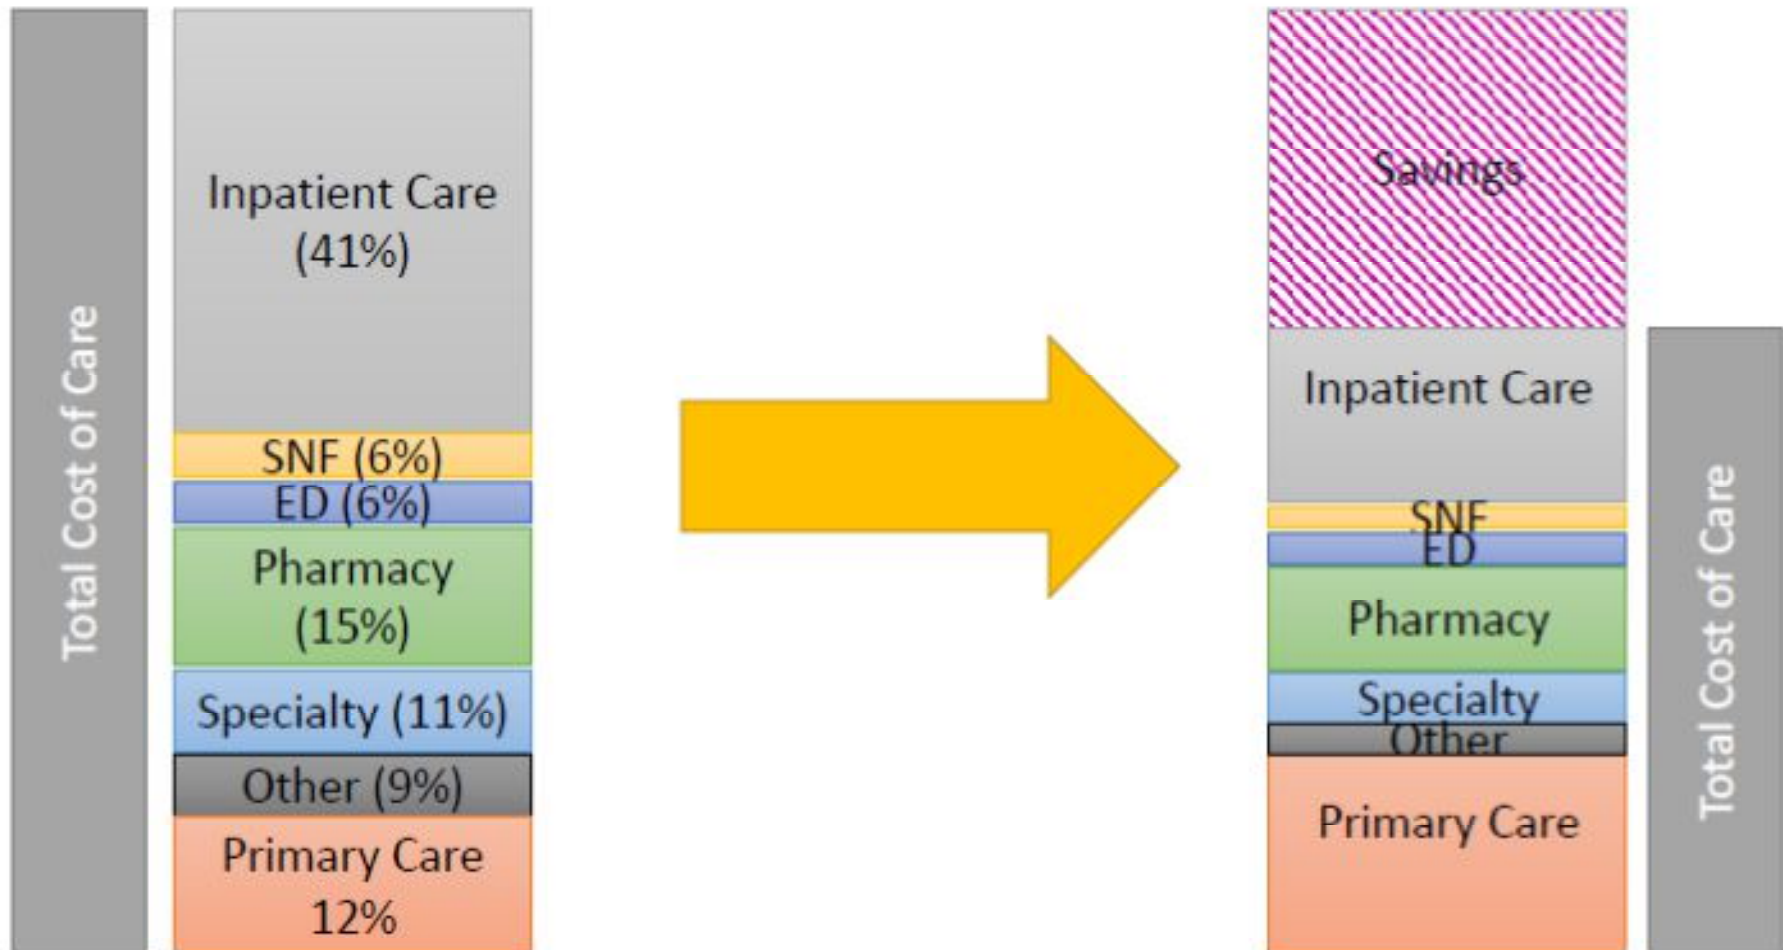 Total Cost of Care
Inpatient Care
(41%)
SNF (6%)
ED (6%)
Pharmacy
(15%)
Specialty (11%)
Other (9%)
Primary Care
12%
Savings
Inpatient Care
SNF
ED
Pharmacy
Specialty
Other
Primary Care
Total Cost of Care